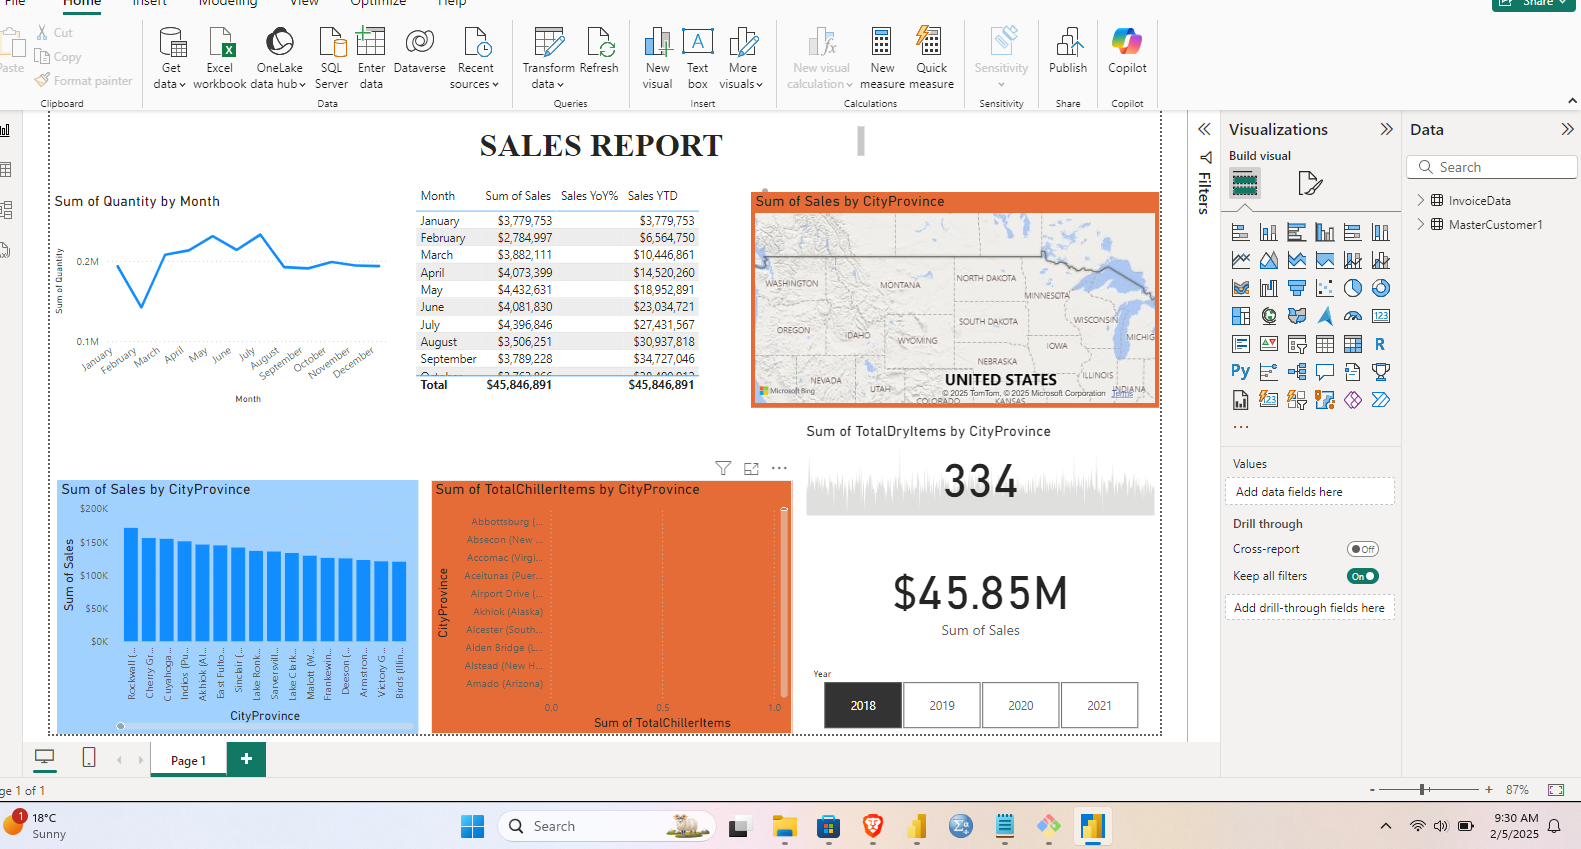 File Home Insert Modeling View Optimize Help Share
Paste
Cut
Copy
Format painter
Clipboard
Get data
Excel workbook
OneLake data hub
SQL Server
Enter data
Dataverse
Recent sources
Data
Transform data
Refresh
Queries
New visual
Text box
More visuals
Insert
New visual calculation
New measure
Quick measure
Calculations
Sensitivity
Sensitivity
Publish
Share
Copilot
Copilot
SALES REPORT
Sum of Quantity by Month
Sum of Quantity
0.2M
0.1M
January
February
March
April
May
June
July
August
September
October
November
December
Month
Month Sum of Sales Sales YoY% Sales YTD
January $3,779,753 $3,779,753
February $2,784,997 $6,564,750
March $3,882,111 $10,446,861
April $4,073,399 $14,520,260
May $4,432,631 $18,952,891
June $4,081,830 $23,034,721
July $4,396,846 $27,431,567
August $3,506,251 $30,937,818
September $3,789,228 $34,727,046
Total $45,846,891 $45,846,891
Sum of Sales by CityProvince
WASHINGTON
MONTANA
NORTH DAKOTA
MINNESOTA
OREGON
IDAHO
WYOMING
SOUTH DAKOTA
WISCONSIN
MICHIG
IOWA
NEBRASKA
NEVADA
UTAH
UNITED STATES
ILLINOIS
INDIANA
COLORADO
KANSAS
Microsoft Bing
© 2025 TomTom, © 2025 Microsoft Corporation Terms
Sum of TotalDryItems by CityProvince
334
Sum of Sales by CityProvince
Sum of Sales
$200K
$150K
$100K
$50K
$0K
Rockwall (...
Cherry Gr...
Cuyahoga...
Indios (Pu...
Akhiok (Al...
East Fulto...
Sinclair (...
Lake Ronk...
Sarversvill...
Lake Clark...
Malott (W...
Frankewin...
Deeson (...
Armstron...
Victory G...
Birds (Illin...
CityProvince
Sum of TotalChillerItems by CityProvince
CityProvince
Abbottsburg (...
Absecon (New ...
Accomac (Virgi...
Aceitunas (Puer...
Airport Drive (...
Akhiok (Alaska)
Alcester (South...
Alden Bridge (L...
Alstead (New H...
Amado (Arizona)
0.0 0.5 1.0
Sum of TotalChillerItems
$45.85M
Sum of Sales
Year
2018 2019 2020 2021
Filters
Visualizations
Build visual
123
R
Py
123
Values
Add data fields here
Drill through
Cross-report Off
Keep all filters On
Add drill-through fields here
Data
Search
InvoiceData
MasterCustomer1
Page 1
ge 1 of 1
- + 87%
1
18°C
Sunny
Search
9:30 AM
2/5/2025